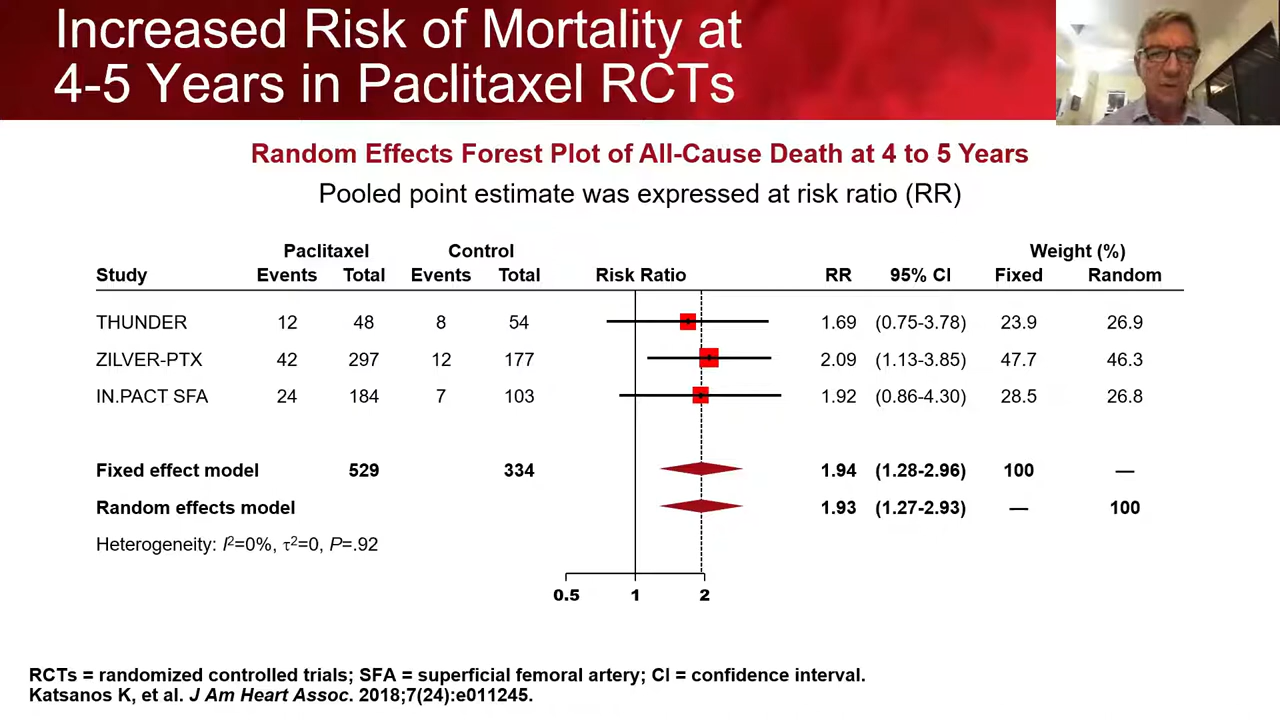 Increased Risk of Mortality at
4-5 Years in Paclitaxel RCTs
Random Effects Forest Plot of All-Cause Death at 4 to 5 Years
Pooled point estimate was expressed at risk ratio (RR)
Paclitaxel Control Weight (%)
Study Events Total Events Total Risk Ratio RR 95% CI Fixed Random
THUNDER 12 48 8 54 1.69 (0.75-3.78) 23.9 26.9
ZILVER-PTX 42 297 12 177 2.09 (1.13-3.85) 47.7 46.3
IN.PACT SFA 24 184 7 103 1.92 (0.86-4.30) 28.5 26.8
Fixed effect model 529 334 1.94 (1.28-2.96) 100 —
Random effects model 1.93 (1.27-2.93) — 100
Heterogeneity: I²=0%, τ²=0, P=.92
0.5 1 2
RCTs = randomized controlled trials; SFA = superficial femoral artery; CI = confidence interval.
Katsanos K, et al. J Am Heart Assoc. 2018;7(24):e011245.